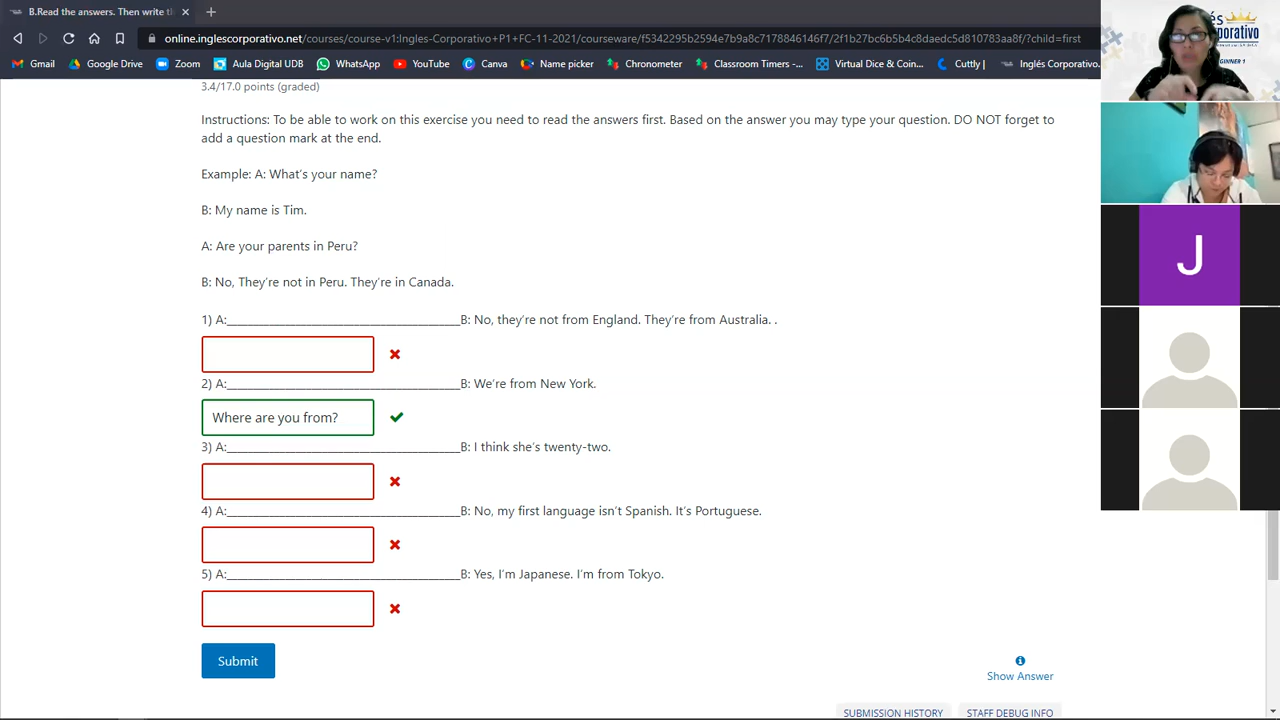 B.Read the answers. Then write th
online.inglescorporativo.net/courses/course-v1:Ingles-Corporativo+P1+FC-16-2021/courseware/f5342295b2594e7b9a9c7178846f46f7/2f1b27bc6b5b4c8daedc5d810783aa8f/?child=first
Gmail
Google Drive
Zoom
Aula Digital UDB
WhatsApp
YouTube
Canva
Name picker
Chronometer
Classroom Timers -...
Virtual Dice & Coin...
Cuttly |
Inglés Corporativo.
3.4/17.0 points (graded)
Instructions: To be able to work on this exercise you need to read the answers first. Based on the answer you may type your question. DO NOT forget to
add a question mark at the end.
Example: A: What's your name?
B: My name is Tim.
A: Are your parents in Peru?
B: No, They're not in Peru. They're in Canada.
1) A:________________________________________B: No, they're not from England. They're from Australia. .
2) A:________________________________________B: We're from New York.
Where are you from?
3) A:________________________________________B: I think she's twenty-two.
4) A:________________________________________B: No, my first language isn't Spanish. It's Portuguese.
5) A:________________________________________B: Yes, I'm Japanese. I'm from Tokyo.
Submit
Show Answer
SUBMISSION HISTORY
STAFF DEBUG INFO
J